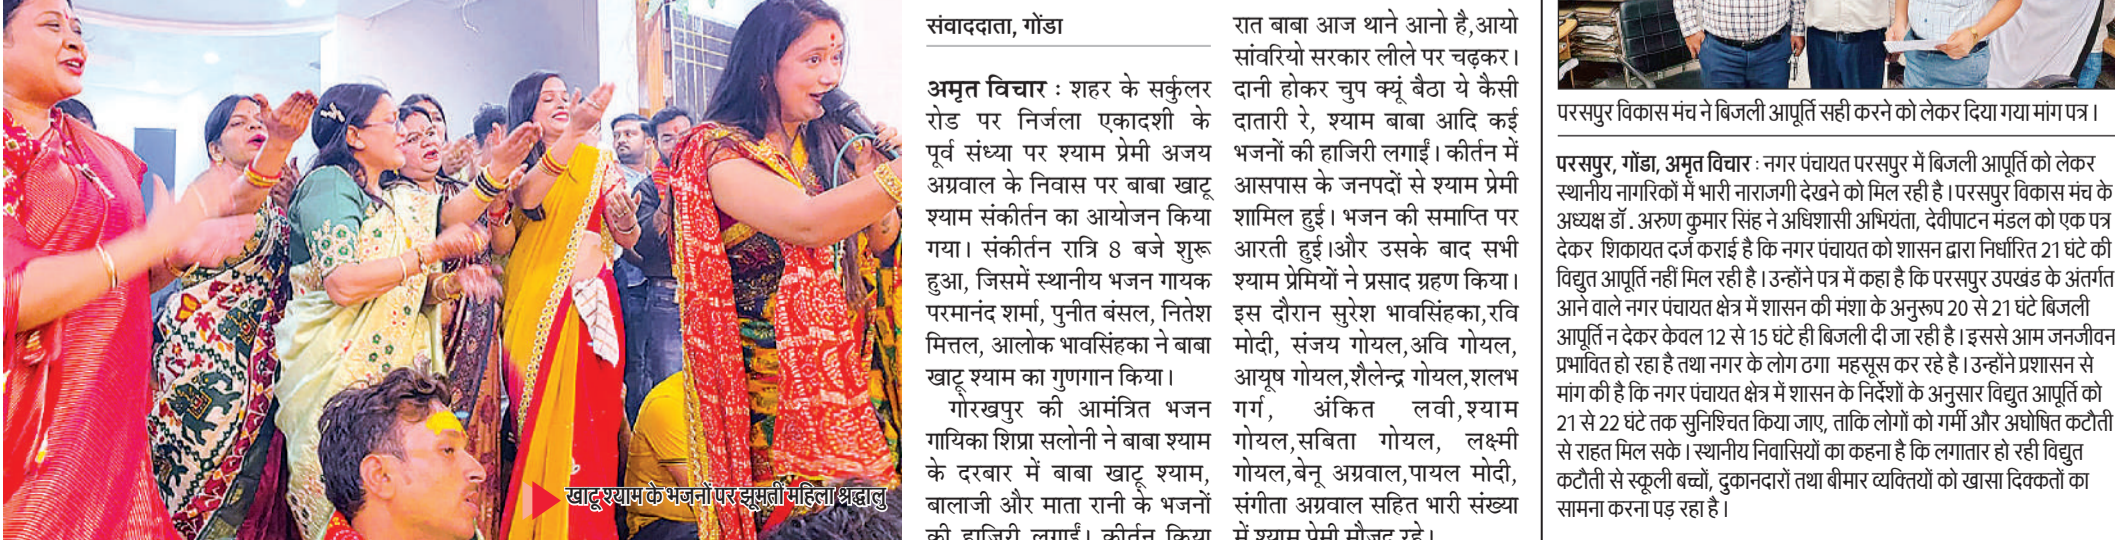 खाटू श्याम के भजनों पर झूमतीं महिला श्रद्धालु
संवाददाता, गोंडा
अमृत विचार : शहर के सर्कुलर
रोड पर निर्जला एकादशी के
पूर्व संध्या पर श्याम प्रेमी अजय
अग्रवाल के निवास पर बाबा खाटू
श्याम संकीर्तन का आयोजन किया
गया। संकीर्तन रात्रि 8 बजे शुरू
हुआ, जिसमें स्थानीय भजन गायक
परमानंद शर्मा, पुनीत बंसल, नितेश
मित्तल, आलोक भावसिंहका ने बाबा
खाटू श्याम का गुणगान किया।
गोरखपुर की आमंत्रित भजन
गायिका शिप्रा सलोनी ने बाबा श्याम
के दरबार में बाबा खाटू श्याम,
बालाजी और माता रानी के भजनों
की हाजिरी लगाईं। कीर्तन किया
रात बाबा आज थाने आनो है,आयो
सांवरियो सरकार लीले पर चढ़कर।
दानी होकर चुप क्यूं बैठा ये कैसी
दातारी रे, श्याम बाबा आदि कई
भजनों की हाजिरी लगाईं। कीर्तन में
आसपास के जनपदों से श्याम प्रेमी
शामिल हुई। भजन की समाप्ति पर
आरती हुई।और उसके बाद सभी
श्याम प्रेमियों ने प्रसाद ग्रहण किया।
इस दौरान सुरेश भावसिंहका,रवि
मोदी, संजय गोयल,अवि गोयल,
आयूष गोयल,शैलेन्द्र गोयल,शलभ
गर्ग, अंकित लवी,श्याम
गोयल,सबिता गोयल, लक्ष्मी
गोयल,बेनू अग्रवाल,पायल मोदी,
संगीता अग्रवाल सहित भारी संख्या
में श्याम प्रेमी मौजूद रहे।
परसपुर विकास मंच ने बिजली आपूर्ति सही करने को लेकर दिया गया मांग पत्र।
परसपुर, गोंडा, अमृत विचार : नगर पंचायत परसपुर में बिजली आपूर्ति को लेकर
स्थानीय नागरिकों में भारी नाराजगी देखने को मिल रही है। परसपुर विकास मंच के
अध्यक्ष डॉ. अरुण कुमार सिंह ने अधिशासी अभियंता, देवीपाटन मंडल को एक पत्र
देकर शिकायत दर्ज कराई है कि नगर पंचायत को शासन द्वारा निर्धारित 21 घंटे की
विद्युत आपूर्ति नहीं मिल रही है। उन्होंने पत्र में कहा है कि परसपुर उपखंड के अंतर्गत
आने वाले नगर पंचायत क्षेत्र में शासन की मंशा के अनुरूप 20 से 21 घंटे बिजली
आपूर्ति न देकर केवल 12 से 15 घंटे ही बिजली दी जा रही है। इससे आम जनजीवन
प्रभावित हो रहा है तथा नगर के लोग ठगा महसूस कर रहे है। उन्होंने प्रशासन से
मांग की है कि नगर पंचायत क्षेत्र में शासन के निर्देशों के अनुसार विद्युत आपूर्ति को
21 से 22 घंटे तक सुनिश्चित किया जाए, ताकि लोगों को गर्मी और अघोषित कटौती
से राहत मिल सके। स्थानीय निवासियों का कहना है कि लगातार हो रही विद्युत
कटौती से स्कूली बच्चों, दुकानदारों तथा बीमार व्यक्तियों को खासा दिक्कतों का
सामना करना पड़ रहा है।